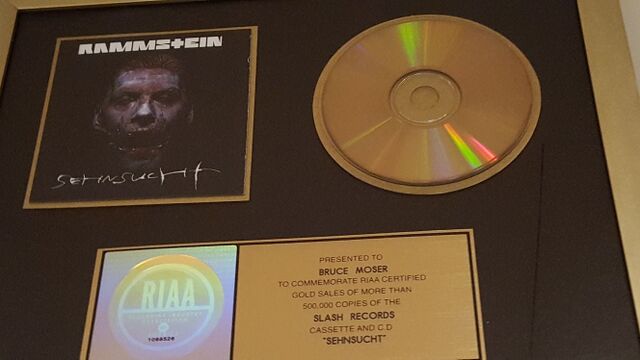 RAMMSTEIN
SEHNSUCHT
RIAA
PRESENTED TO
BRUCE MOSER
TO COMMEMORATE RIAA CERTIFIED
GOLD SALES OF MORE THAN
500,000 COPIES OF THE
SLASH RECORDS
CASSETTE AND C.D
"SEHNSUCHT"